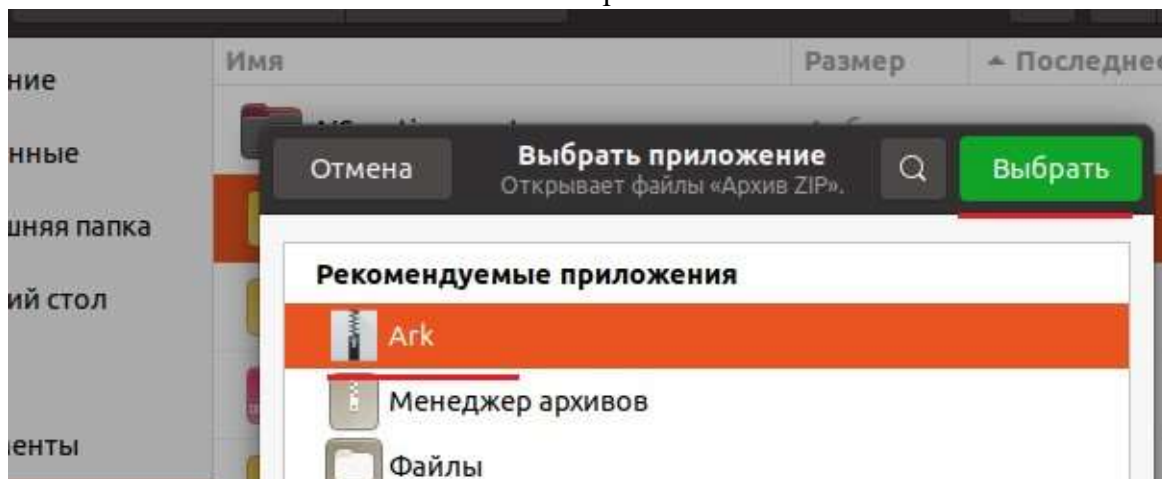 Имя Размер Последнее
ние
нные
шняя папка
ий стол
енты
Отмена Выбрать приложение Выбрать
Открывает файлы «Архив ZIP».
Рекомендуемые приложения
Ark
Менеджер архивов
Файлы